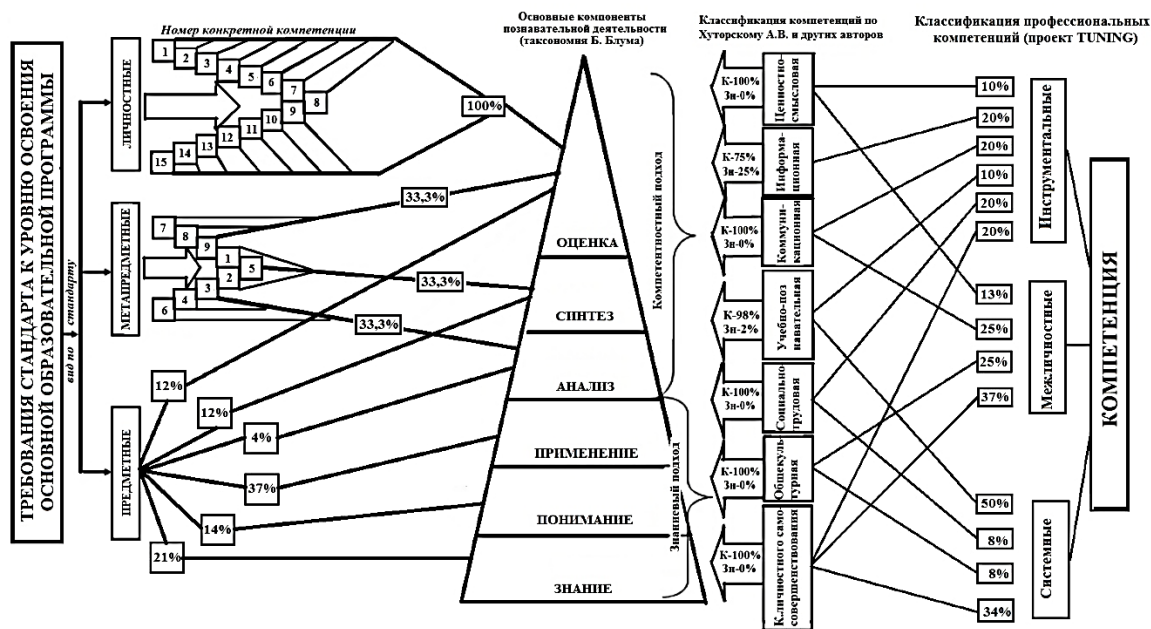 ТРЕБОВАНИЯ СТАНДАРТА К УРОВНЮ ОСВОЕНИЯ
ОСНОВНОЙ ОБРАЗОВАТЕЛЬНОЙ ПРОГРАММЫ
вид по стандарту
Номер конкретной компетенции
ЛИЧНОСТНЫЕ
1
2
3
4
5
6
7
8
9
10
11
12
13
14
15
100%
МЕТАПРЕДМЕТНЫЕ
7
8
9
1
5
2
3
4
6
33,3%
33,3%
33,3%
ПРЕДМЕТНЫЕ
12%
12%
4%
37%
14%
21%
Основные компоненты
познавательной деятельности
(таксономия Б. Блума)
ОЦЕНКА
СИНТЕЗ
АНАЛИЗ
ПРИМЕНЕНИЕ
ПОНИМАНИЕ
ЗНАНИЕ
Компетентностный подход
Знаниевый подход
Классификация компетенций по
Хуторскому А.В. и других авторов
К-100%
Зн-0%
Ценностно-
смысловая
К-75%
Зн-25%
Информа-
ционная
К-100%
Зн-0%
Коммуни-
кационная
К-98%
Зн-2%
Учебно-поз
навательная
К-100%
Зн-0%
Социально-
трудовая
К-100%
Зн-0%
Общекуль-
турная
К-100%
Зн-0%
К.личностного само-
совершенствования
Классификация профессиональных
компетенций (проект TUNING)
10%
20%
20%
10%
20%
20%
13%
25%
25%
37%
50%
8%
8%
34%
Инструментальные
Межличностные
Системные
КОМПЕТЕНЦИЯ